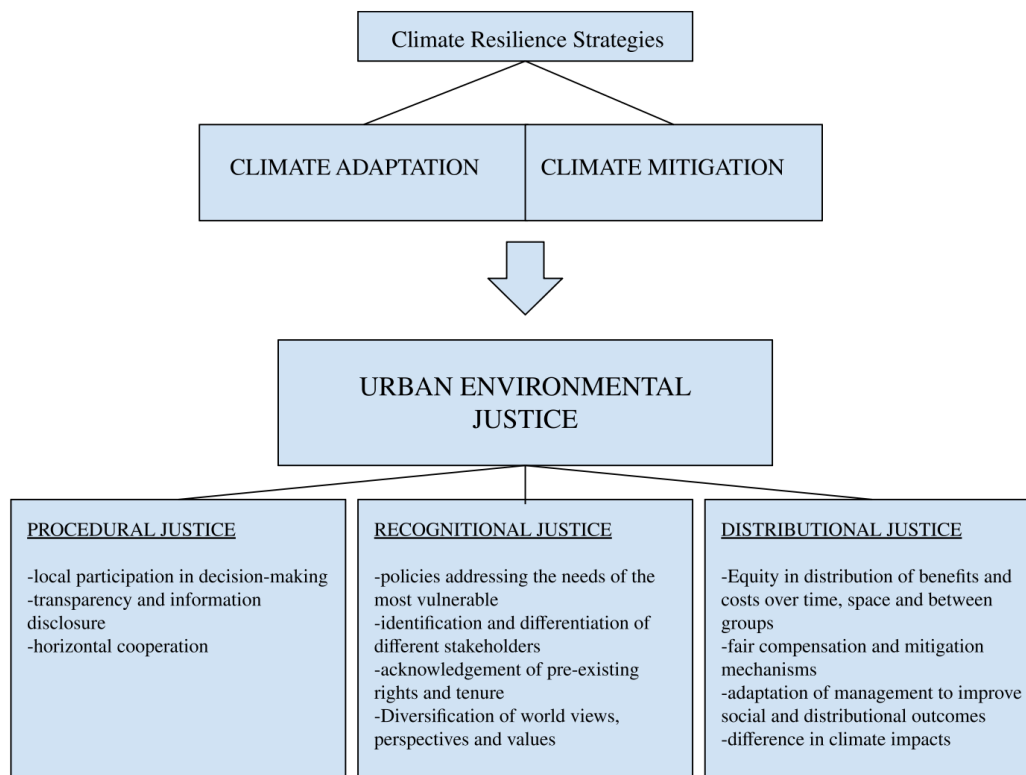 Climate Resilience Strategies
CLIMATE ADAPTATION
CLIMATE MITIGATION
URBAN ENVIRONMENTAL
JUSTICE
PROCEDURAL JUSTICE
-local participation in decision-making
-transparency and information
disclosure
-horizontal cooperation
RECOGNITIONAL JUSTICE
-policies addressing the needs of the
most vulnerable
-identification and differentiation of
different stakeholders
-acknowledgement of pre-existing
rights and tenure
-Diversification of world views,
perspectives and values
DISTRIBUTIONAL JUSTICE
-Equity in distribution of benefits and
costs over time, space and between
groups
-fair compensation and mitigation
mechanisms
-adaptation of management to improve
social and distributional outcomes
-difference in climate impacts